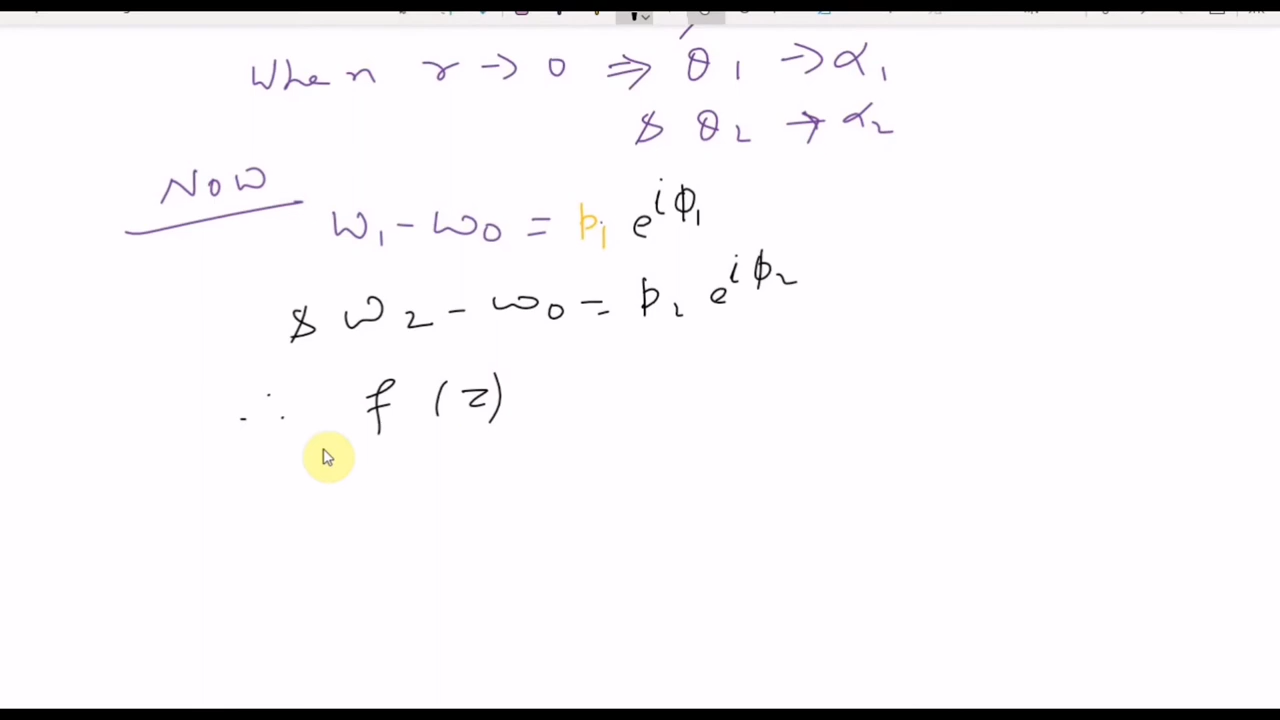 When r → 0 ⇒ θ1 → α1
& θ2 → α2
Now
w1 - w0 = p1 e^{iϕ1}
& w2 - w0 = p2 e^{iϕ2}
∴ f (z)